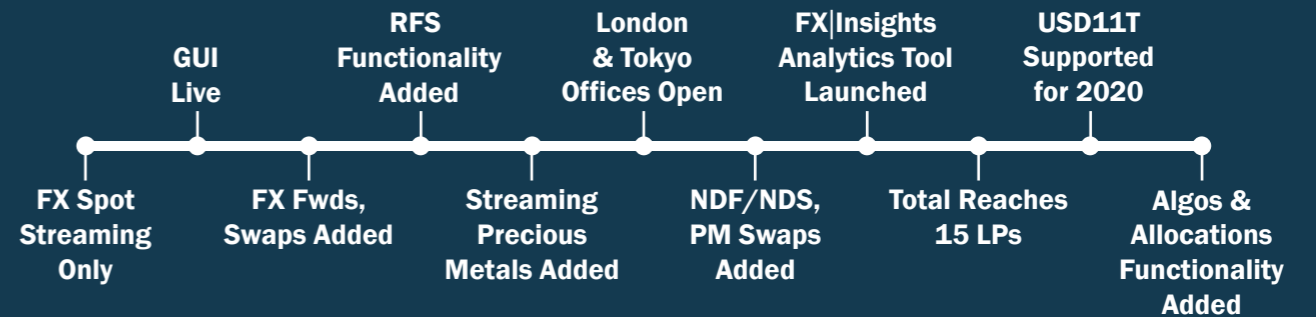 FX Spot
Streaming
Only
GUI
Live
FX Fwds,
Swaps Added
RFS
Functionality
Added
Streaming
Precious
Metals Added
London
& Tokyo
Offices Open
NDF/NDS,
PM Swaps
Added
FX|Insights
Analytics Tool
Launched
Total Reaches
15 LPs
USD11T
Supported
for 2020
Algos &
Allocations
Functionality
Added